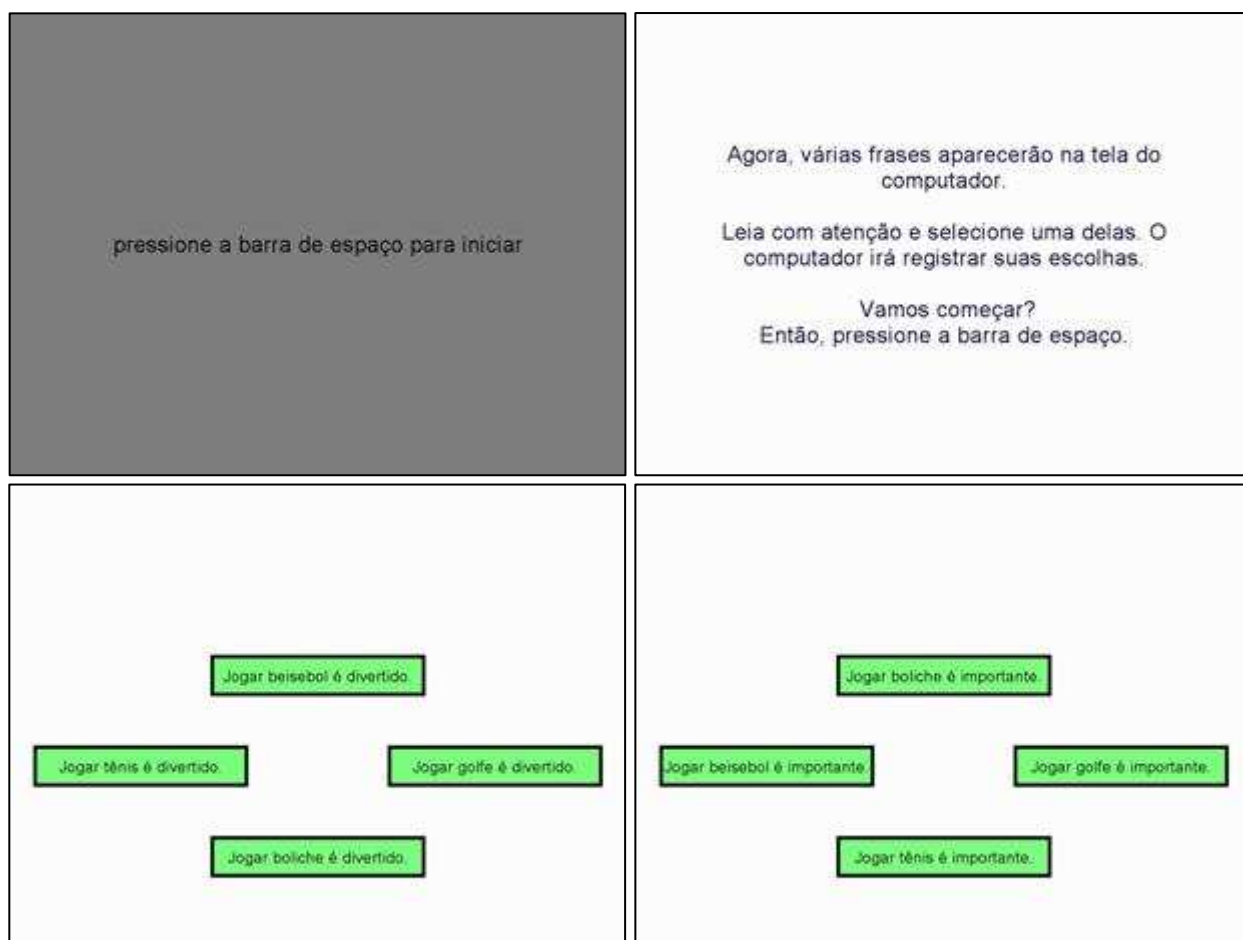 pressione a barra de espaço para iniciar
Agora, várias frases aparecerão na tela do
computador.
Leia com atenção e selecione uma delas. O
computador irá registrar suas escolhas.
Vamos começar?
Então, pressione a barra de espaço.
Jogar beisebol é divertido.
Jogar tênis é divertido.
Jogar golfe é divertido.
Jogar boliche é divertido.
Jogar boliche é importante.
Jogar beisebol é importante.
Jogar golfe é importante.
Jogar tênis é importante.